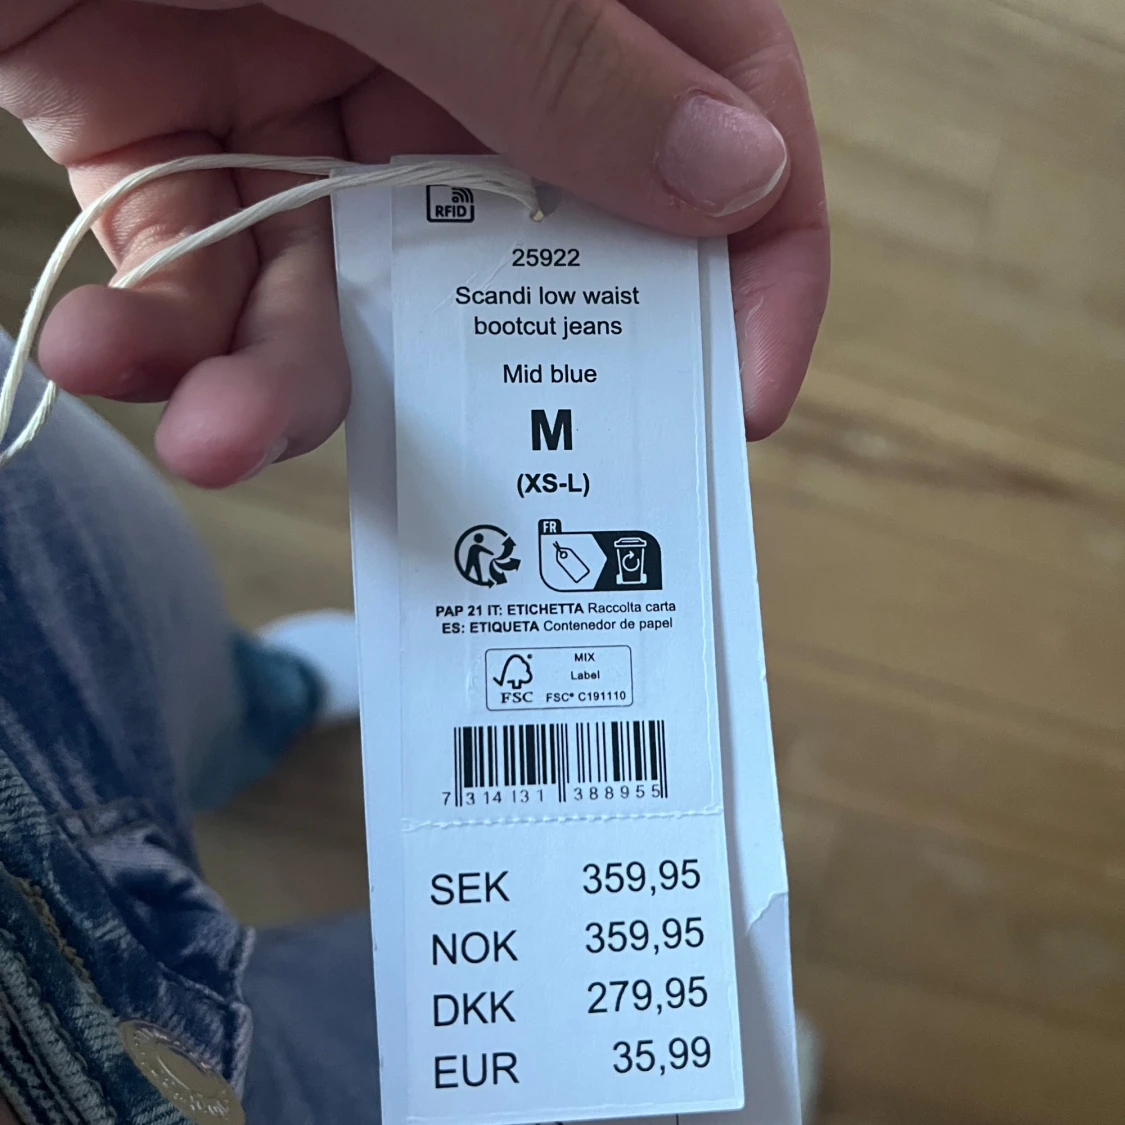 RFID
25922
Scandi low waist
bootcut jeans
Mid blue
M
(XS-L)
FR
PAP 21 IT: ETICHETTA Raccolta carta
ES: ETIQUETA Contenedor de papel
MIX
Label
FSC FSC® C191110
7 314131 388955
SEK 359,95
NOK 359,95
DKK 279,95
EUR 35,99